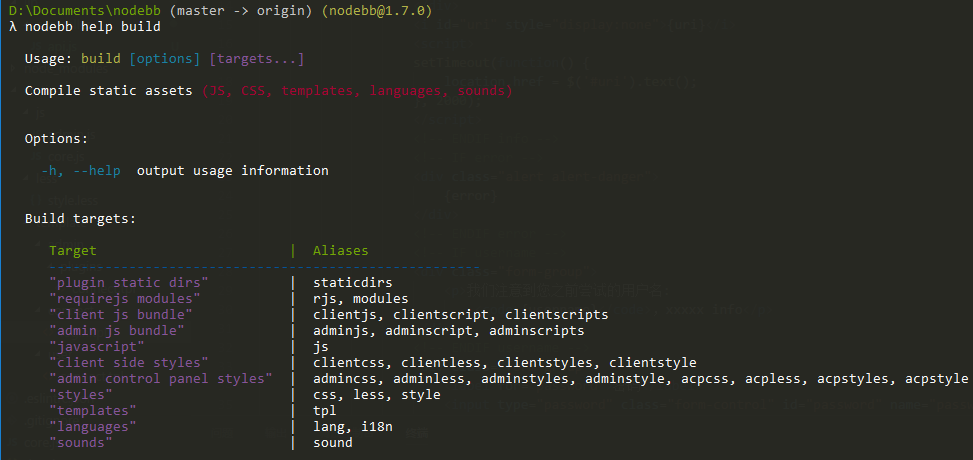 D:\Documents\nodebb (master -> origin) (nodebb@1.7.0)
λ nodebb help build
Usage: build [options] [targets...]
Compile static assets (JS, CSS, templates, languages, sounds)
Options:
-h, --help  output usage information
Build targets:
Target | Aliases
------------------------------------------------------
"plugin static dirs" | staticdirs
"requirejs modules" | rjs, modules
"client js bundle" | clientjs, clientscript, clientscripts
"admin js bundle" | adminjs, adminscript, adminscripts
"javascript" | js
"client side styles" | clientcss, clientless, clientstyles, clientstyle
"admin control panel styles" | admincss, adminless, adminstyles, adminstyle, acpcss, acpless, acpstyles, acpstyle
"styles" | css, less, style
"templates" | tpl
"languages" | lang, i18n
"sounds" | sound